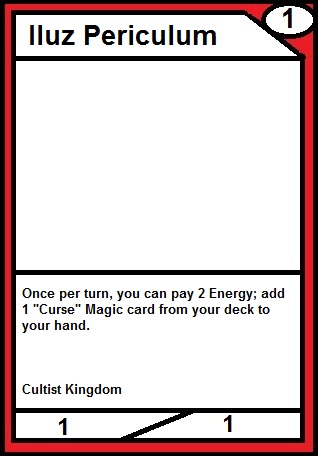 Iluz Periculum
1
Once per turn, you can pay 2 Energy; add
1 "Curse" Magic card from your deck to
your hand.
Cultist Kingdom
1
1